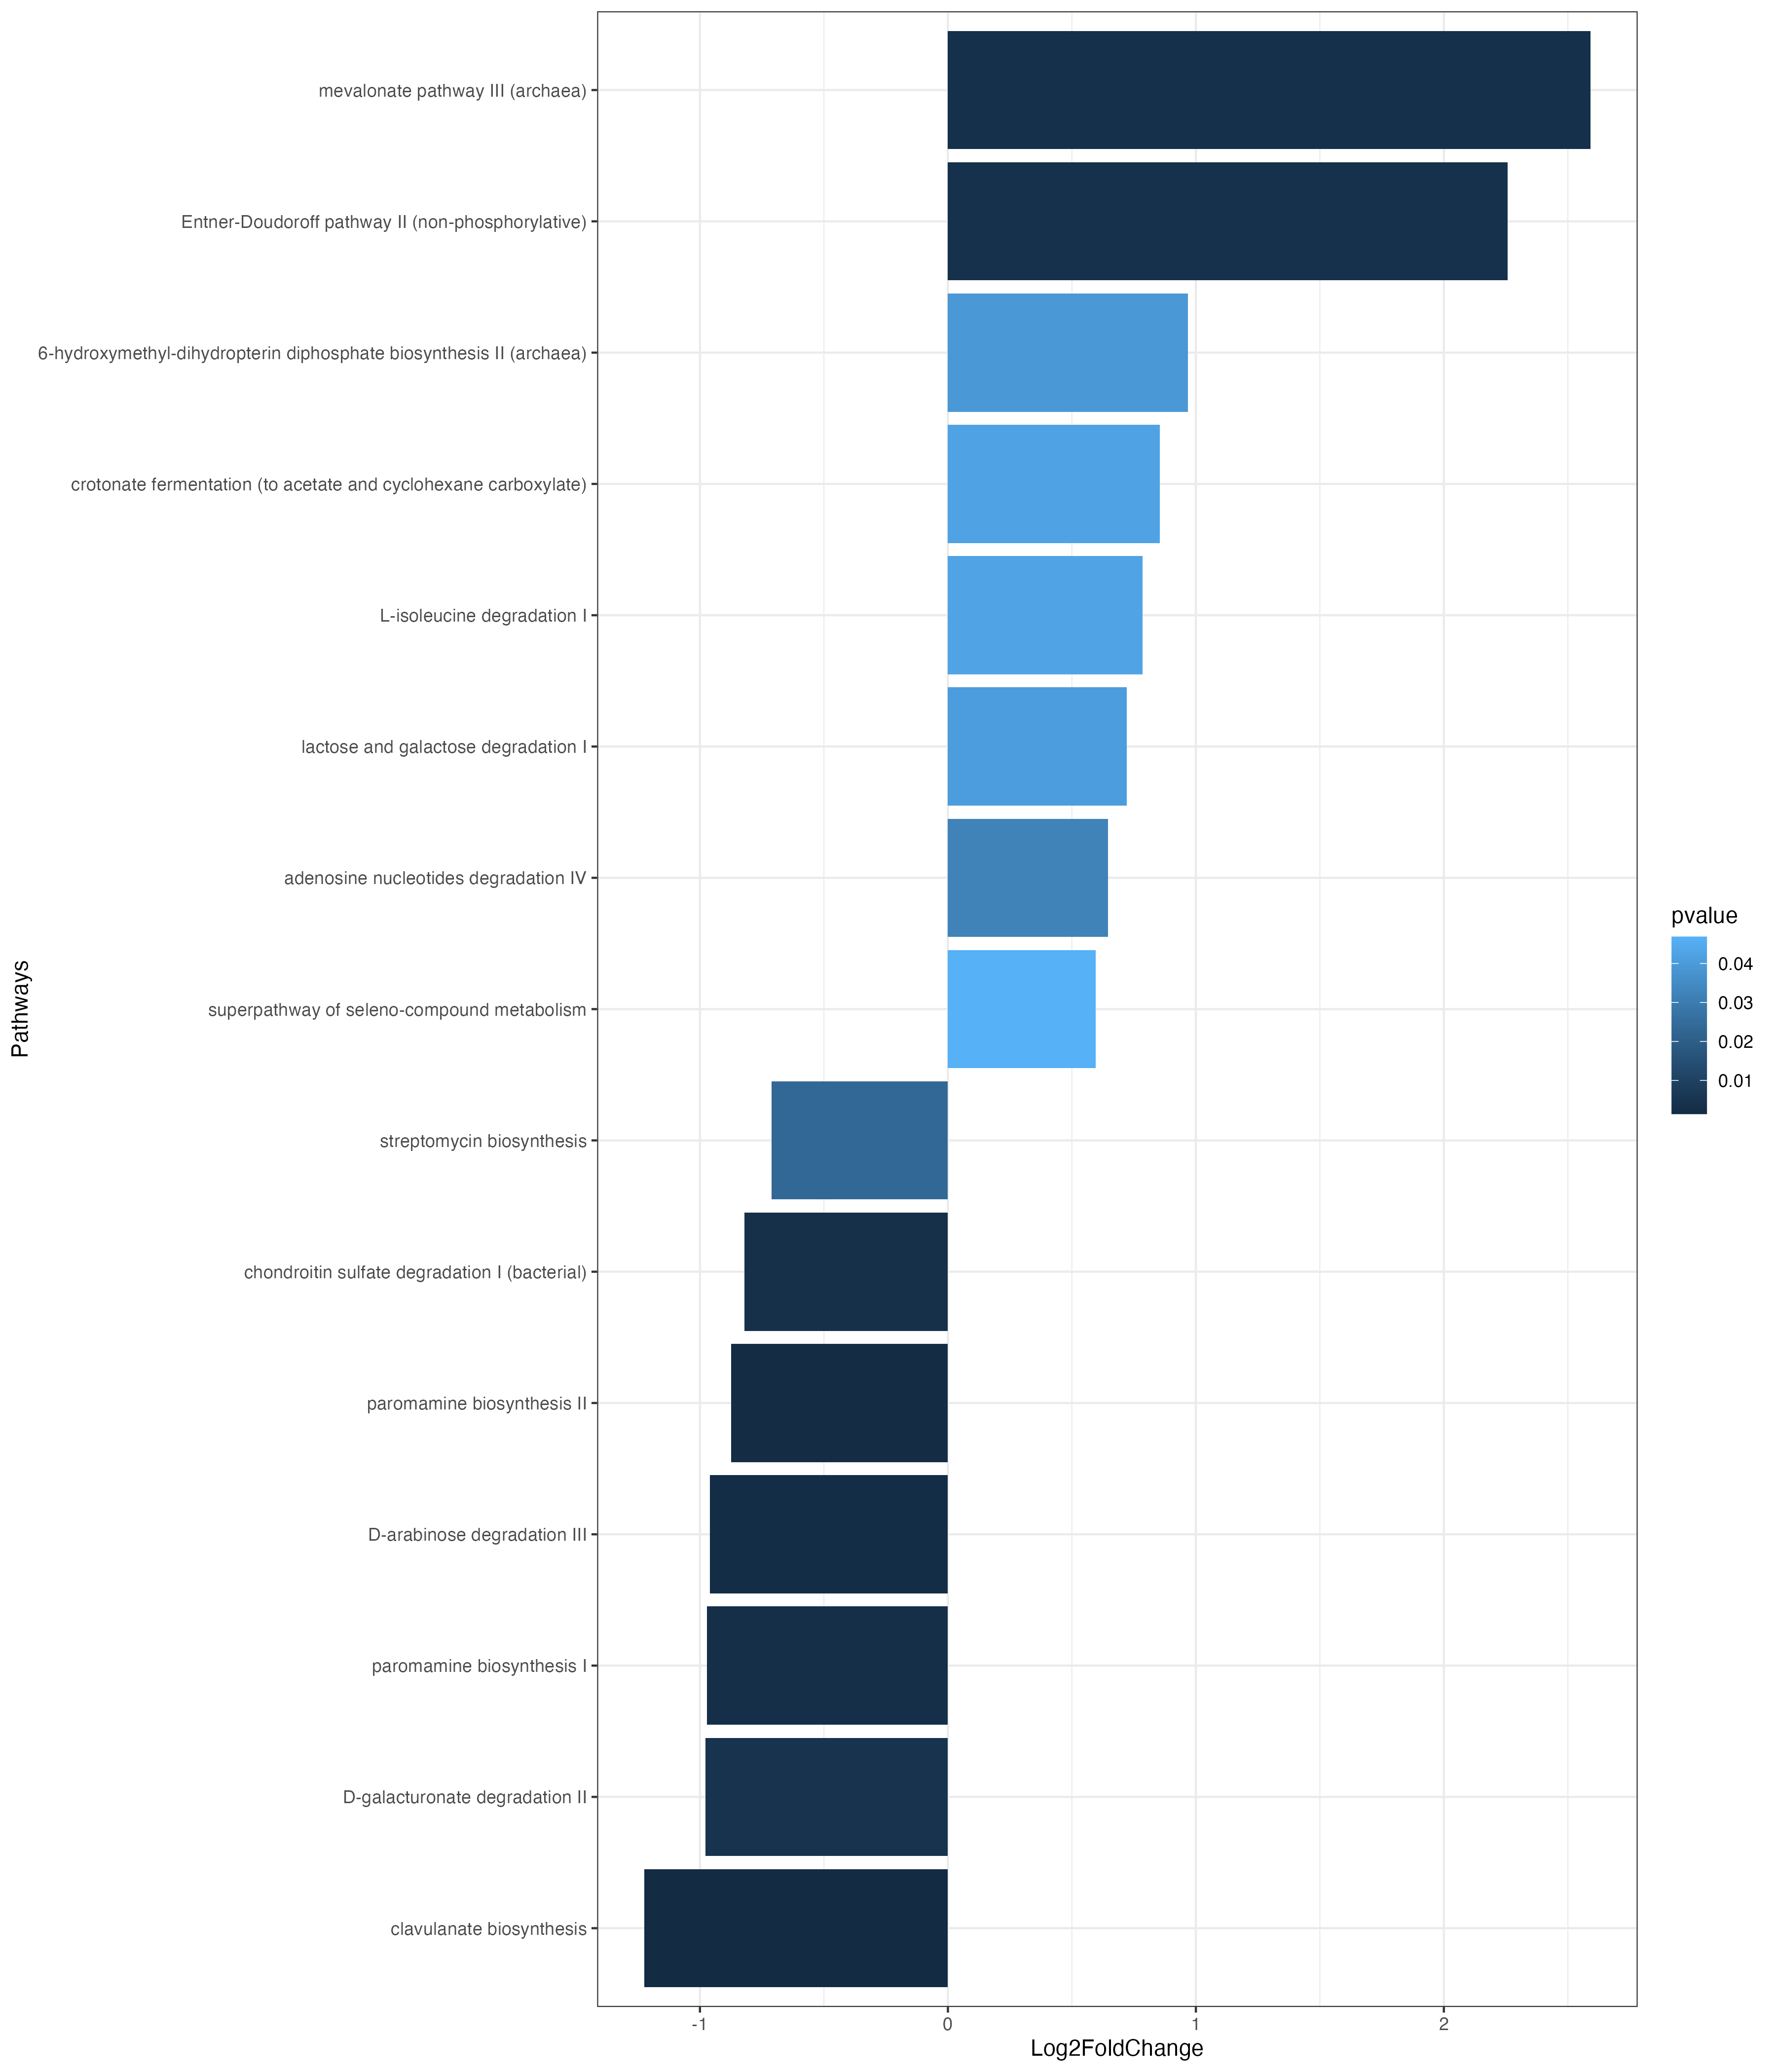 mevalonate pathway III (archaea)
Entner-Doudoroff pathway II (non-phosphorylative)
6-hydroxymethyl-dihydropterin diphosphate biosynthesis II (archaea)
crotonate fermentation (to acetate and cyclohexane carboxylate)
L-isoleucine degradation I
lactose and galactose degradation I
adenosine nucleotides degradation IV
superpathway of seleno-compound metabolism
streptomycin biosynthesis
chondroitin sulfate degradation I (bacterial)
paromamine biosynthesis II
D-arabinose degradation III
paromamine biosynthesis I
D-galacturonate degradation II
clavulanate biosynthesis
Pathways
-1 0 1 2
Log2FoldChange
pvalue
0.04
0.03
0.02
0.01